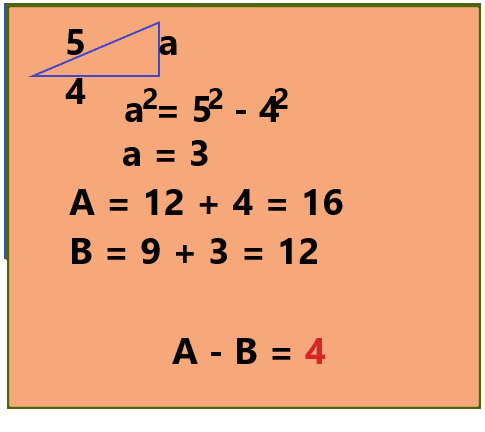 5
a
4
a² = 5² - 4²
a = 3
A = 12 + 4 = 16
B = 9 + 3 = 12
A - B = 4